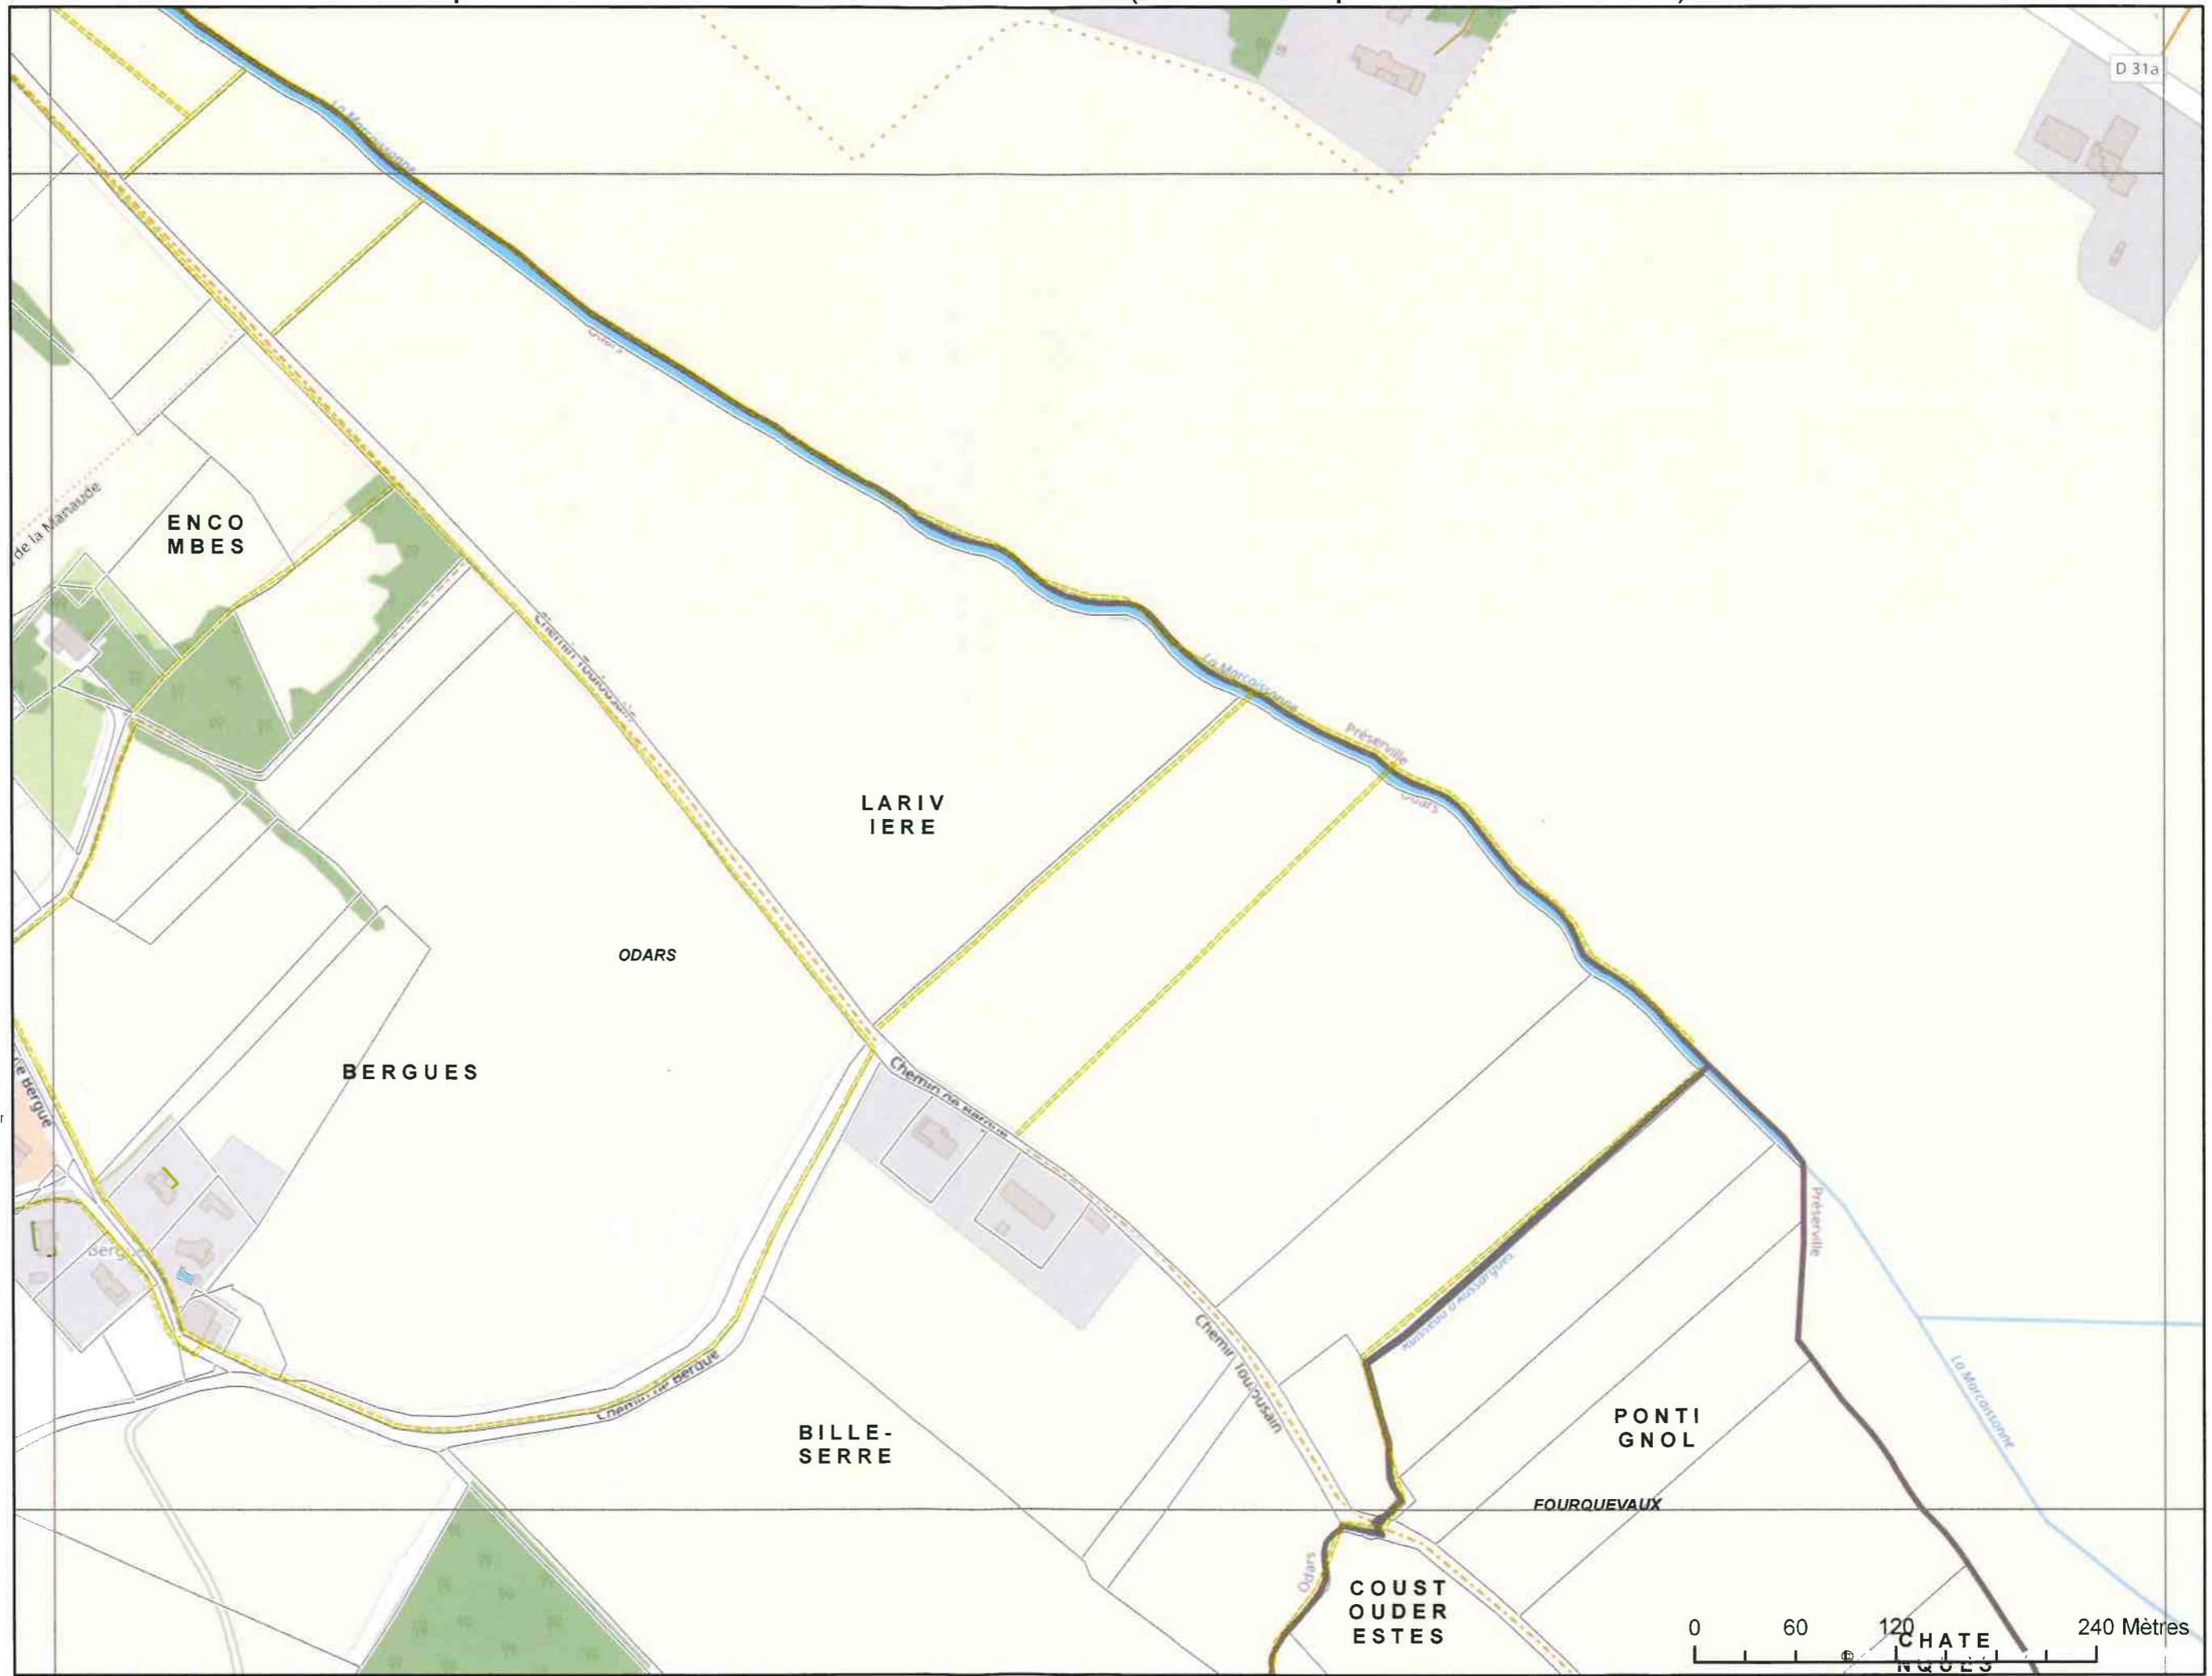 D 31a
La Marcaissonne
de la Manaude
ENCO
MBES
Chemin Toulousain
La Marcaissonne
Préserville
Odars
LARIV
IERE
ODARS
BERGUES
Bergue
Chemin de
Bergues
Chemin de Bergue
Préserville
Ruisseau d'Aussargues
Chemin Toulousain
La Marcaissonne
BILLE-
SERRE
PONTI
GNOL
FOURQUEVAUX
Odars
COUST
OUDER
ESTES
0 60 120 240 Mètres
©
CHATE